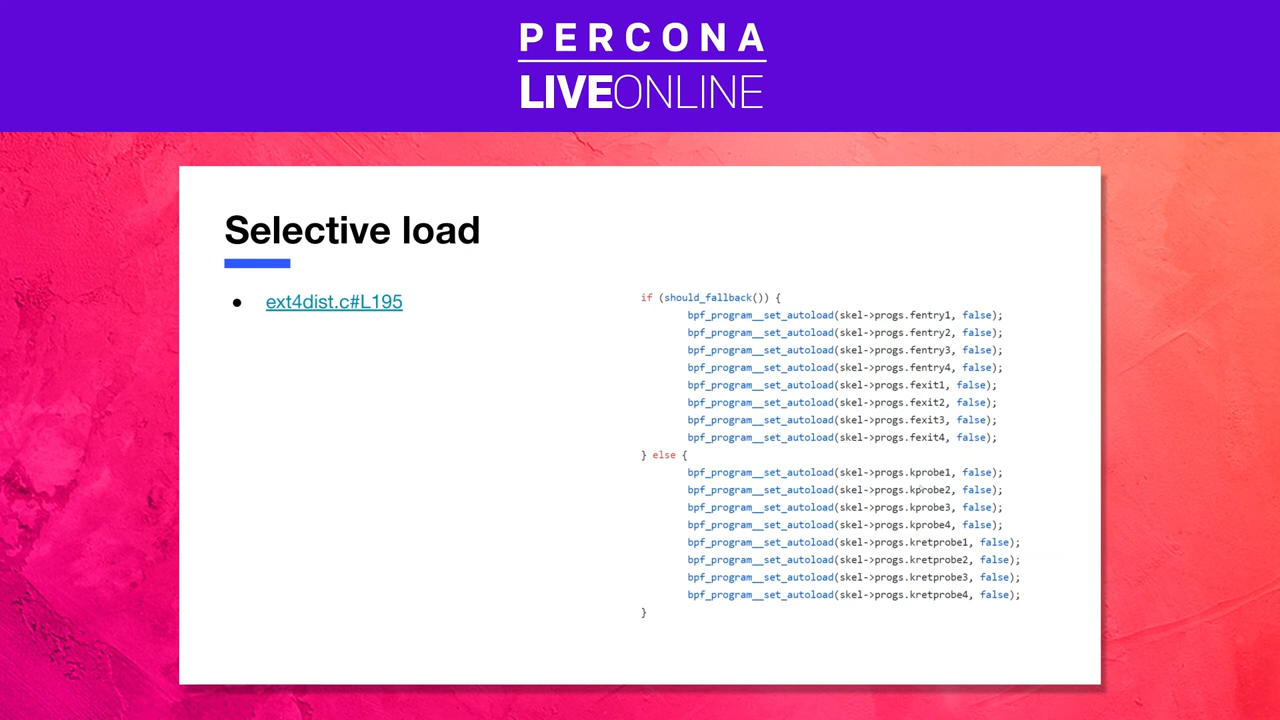 PERCONA
LIVEONLINE
Selective load
● ext4dist.c#L195
if (should_fallback()) {
bpf_program__set_autoload(skel->progs.fentry1, false);
bpf_program__set_autoload(skel->progs.fentry2, false);
bpf_program__set_autoload(skel->progs.fentry3, false);
bpf_program__set_autoload(skel->progs.fentry4, false);
bpf_program__set_autoload(skel->progs.fexit1, false);
bpf_program__set_autoload(skel->progs.fexit2, false);
bpf_program__set_autoload(skel->progs.fexit3, false);
bpf_program__set_autoload(skel->progs.fexit4, false);
} else {
bpf_program__set_autoload(skel->progs.kprobe1, false);
bpf_program__set_autoload(skel->progs.kprobe2, false);
bpf_program__set_autoload(skel->progs.kprobe3, false);
bpf_program__set_autoload(skel->progs.kprobe4, false);
bpf_program__set_autoload(skel->progs.kretprobe1, false);
bpf_program__set_autoload(skel->progs.kretprobe2, false);
bpf_program__set_autoload(skel->progs.kretprobe3, false);
bpf_program__set_autoload(skel->progs.kretprobe4, false);
}